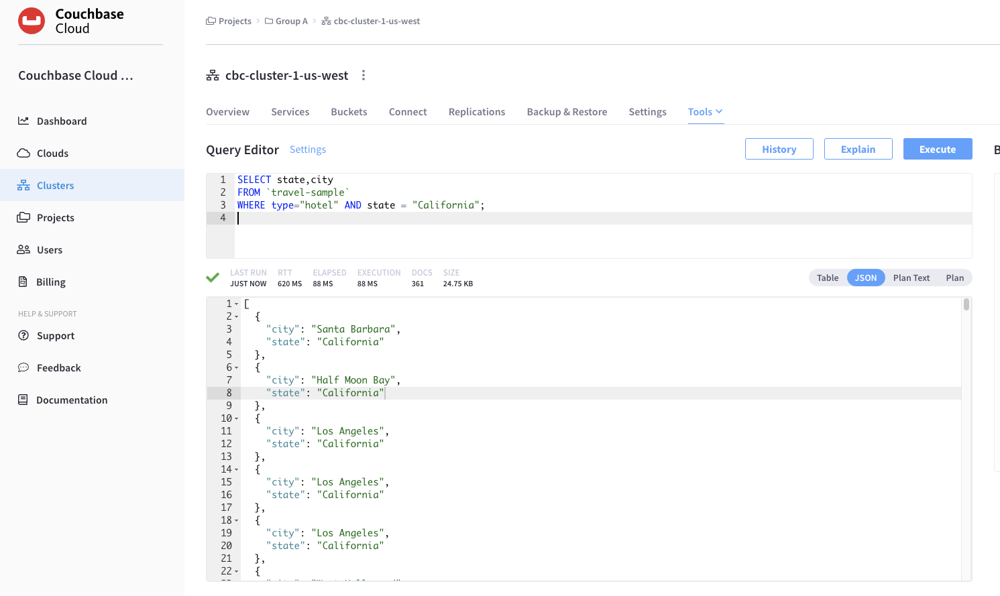 Couchbase
Cloud
Couchbase Cloud ...
Dashboard
Clouds
Clusters
Projects
Users
Billing
HELP & SUPPORT
Support
Feedback
Documentation
Projects > Group A > cbc-cluster-1-us-west
cbc-cluster-1-us-west
Overview Services Buckets Connect Replications Backup & Restore Settings Tools
Query Editor Settings History Explain Execute
1 SELECT state,city
2 FROM `travel-sample`
3 WHERE type="hotel" AND state = "California";
4
LAST RUN RTT ELAPSED EXECUTION DOCS SIZE
JUST NOW 620 MS 88 MS 88 MS 361 24.75 KB
Table JSON Plan Text Plan
1 [
2 {
3 "city": "Santa Barbara",
4 "state": "California"
5 },
6 {
7 "city": "Half Moon Bay",
8 "state": "California"
9 },
10 {
11 "city": "Los Angeles",
12 "state": "California"
13 },
14 {
15 "city": "Los Angeles",
16 "state": "California"
17 },
18 {
19 "city": "Los Angeles",
20 "state": "California"
21 },
22 {